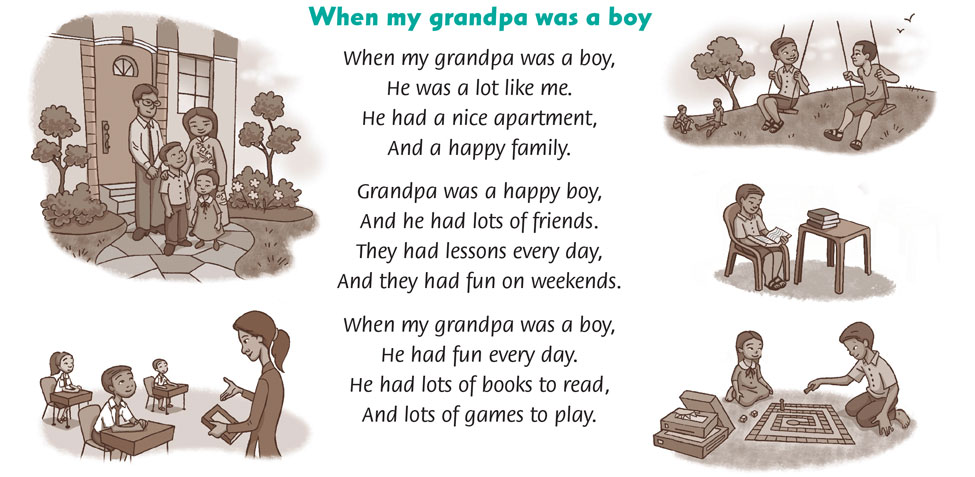 When my grandpa was a boy
When my grandpa was a boy,
He was a lot like me.
He had a nice apartment,
And a happy family.
Grandpa was a happy boy,
And he had lots of friends.
They had lessons every day,
And they had fun on weekends.
When my grandpa was a boy,
He had fun every day.
He had lots of books to read,
And lots of games to play.